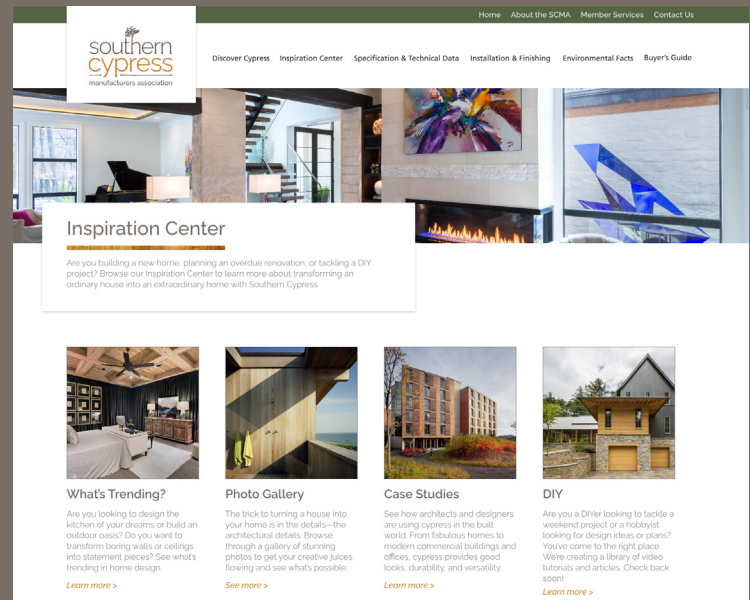 Home About the SCMA Member Services Contact Us
southern
cypress
manufacturers association
Discover Cypress Inspiration Center Specification & Technical Data Installation & Finishing Environmental Facts Buyer's Guide
Inspiration Center
Are you building a new home, planning an overdue renovation, or tackling a DIY
project? Browse our Inspiration Center to learn more about transforming an
ordinary house into an extraordinary home with Southern Cypress.
What's Trending?
Are you looking to design the
kitchen of your dreams or build an
outdoor oasis? Do you want to
transform boring walls or ceilings
into statement pieces? See what's
trending in home design.
Learn more >
Photo Gallery
The trick to turning a house into
your home is in the details—the
architectural details. Browse
through a gallery of stunning
photos to get your creative juices
flowing and see what's possible.
See more >
Case Studies
See how architects and designers
are using cypress in the built
world. From fabulous homes to
modern commercial buildings and
offices, cypress provides good
looks, durability, and versatility.
Learn more >
DIY
Are you a DIYer looking to tackle a
weekend project or a hobbyist
looking for design ideas or plans?
You've come to the right place.
We're creating a library of video
tutorials and articles. Check back
soon!
Learn more >